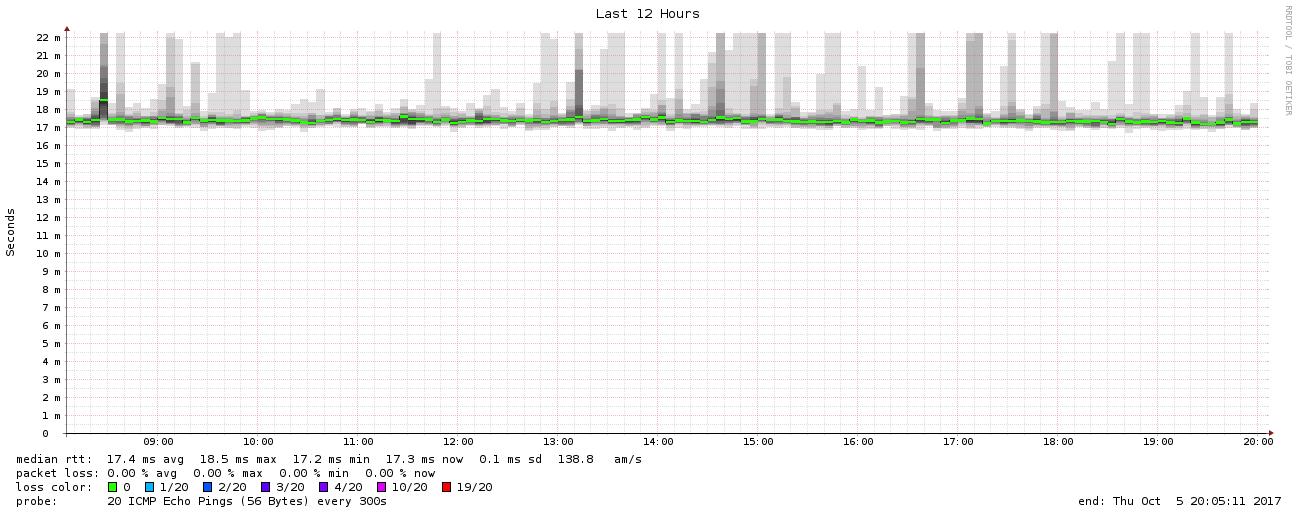 Last 12 Hours
RRDTOOL / TOBI OETIKER
Seconds
22 m
21 m
20 m
19 m
18 m
17 m
16 m
15 m
14 m
13 m
12 m
11 m
10 m
9 m
8 m
7 m
6 m
5 m
4 m
3 m
2 m
1 m
0
09:00 10:00 11:00 12:00 13:00 14:00 15:00 16:00 17:00 18:00 19:00 20:00
median rtt: 17.4 ms avg 18.5 ms max 17.2 ms min 17.3 ms now 0.1 ms sd 138.8 am/s
packet loss: 0.00 % avg 0.00 % max 0.00 % min 0.00 % now
loss color: 0 1/20 2/20 3/20 4/20 10/20 19/20
probe: 20 ICMP Echo Pings (56 Bytes) every 300s end: Thu Oct 5 20:05:11 2017